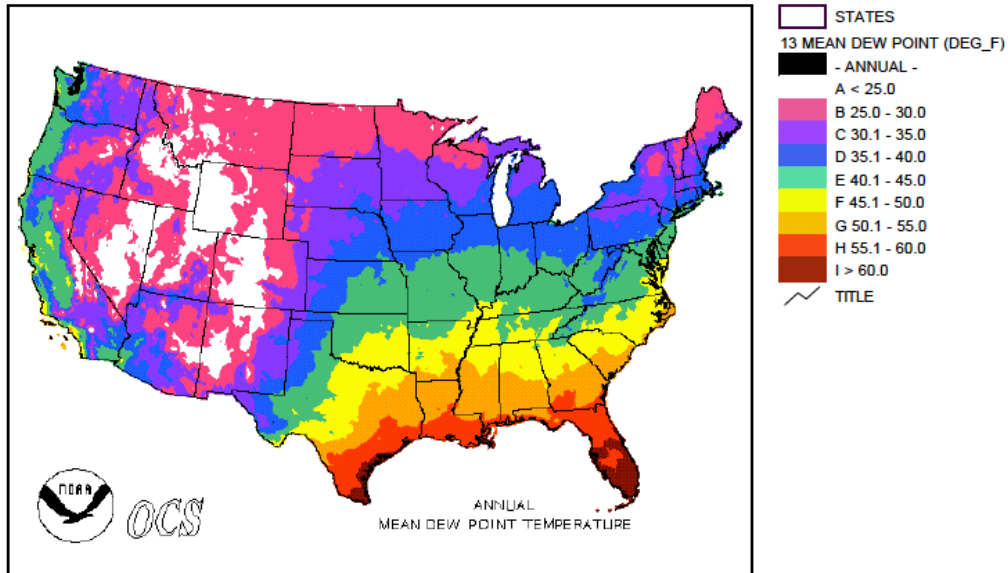 STATES
13 MEAN DEW POINT (DEG_F)
- ANNUAL -
A < 25.0
B 25.0 - 30.0
C 30.1 - 35.0
D 35.1 - 40.0
E 40.1 - 45.0
F 45.1 - 50.0
G 50.1 - 55.0
H 55.1 - 60.0
I > 60.0
TITLE
NOAA
OCS
ANNUAL
MEAN DEW POINT TEMPERATURE